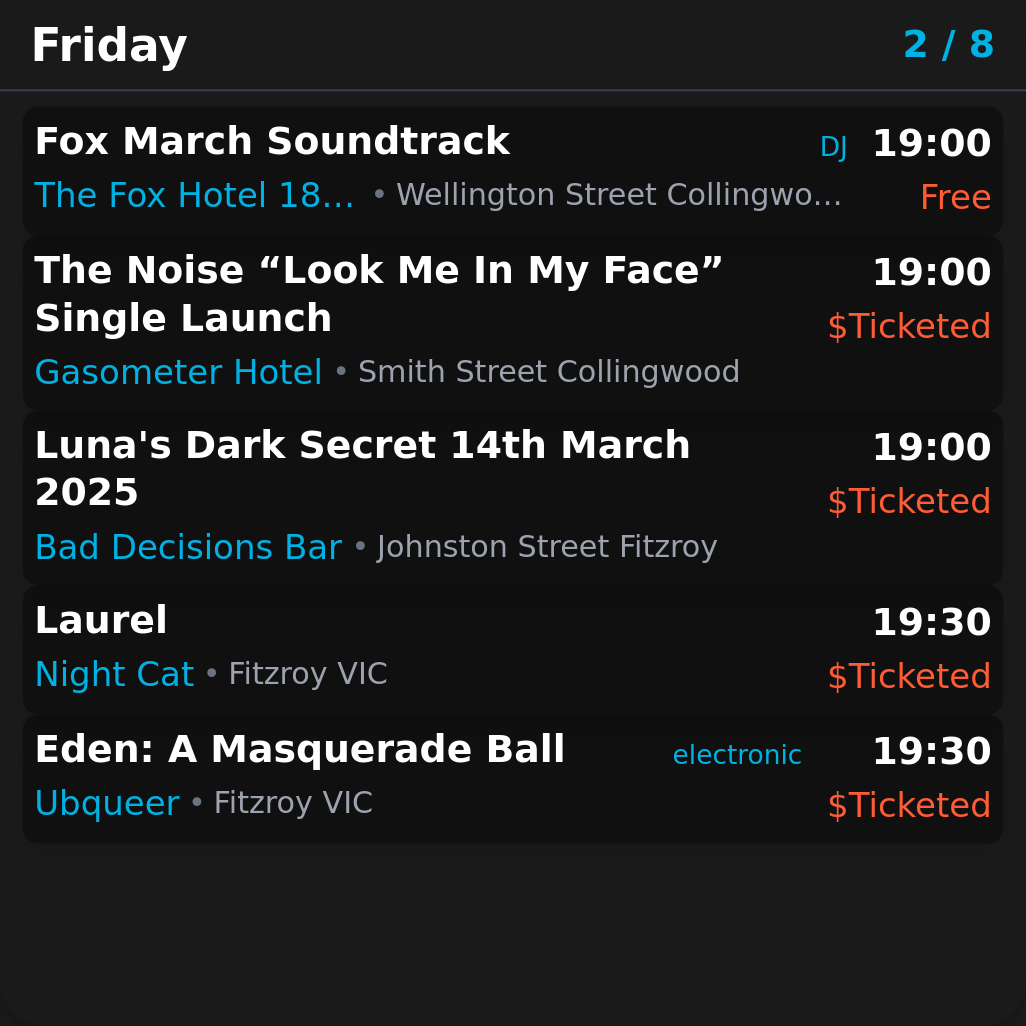 Friday 2 / 8
Fox March Soundtrack DJ 19:00
The Fox Hotel 18… • Wellington Street Collingwo… Free
The Noise “Look Me In My Face” 19:00
Single Launch $Ticketed
Gasometer Hotel • Smith Street Collingwood
Luna's Dark Secret 14th March 19:00
2025 $Ticketed
Bad Decisions Bar • Johnston Street Fitzroy
Laurel 19:30
Night Cat • Fitzroy VIC $Ticketed
Eden: A Masquerade Ball electronic 19:30
Ubqueer • Fitzroy VIC $Ticketed